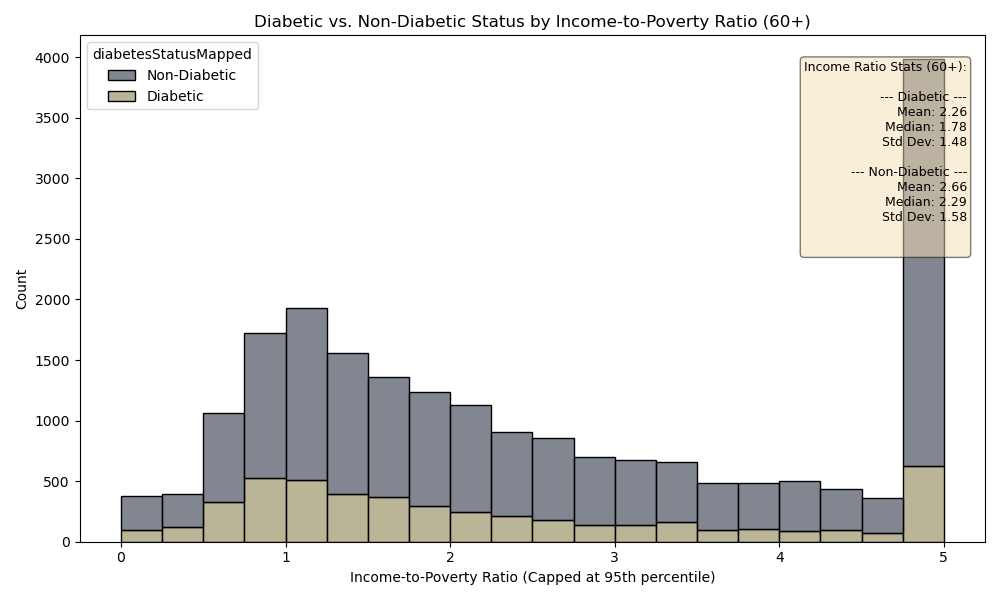 Diabetic vs. Non-Diabetic Status by Income-to-Poverty Ratio (60+)
diabetesStatusMapped
Non-Diabetic
Diabetic
Income Ratio Stats (60+):
--- Diabetic ---
Mean: 2.26
Median: 1.78
Std Dev: 1.48
--- Non-Diabetic ---
Mean: 2.66
Median: 2.29
Std Dev: 1.58
Count
4000
3500
3000
2500
2000
1500
1000
500
0
0 1 2 3 4 5
Income-to-Poverty Ratio (Capped at 95th percentile)